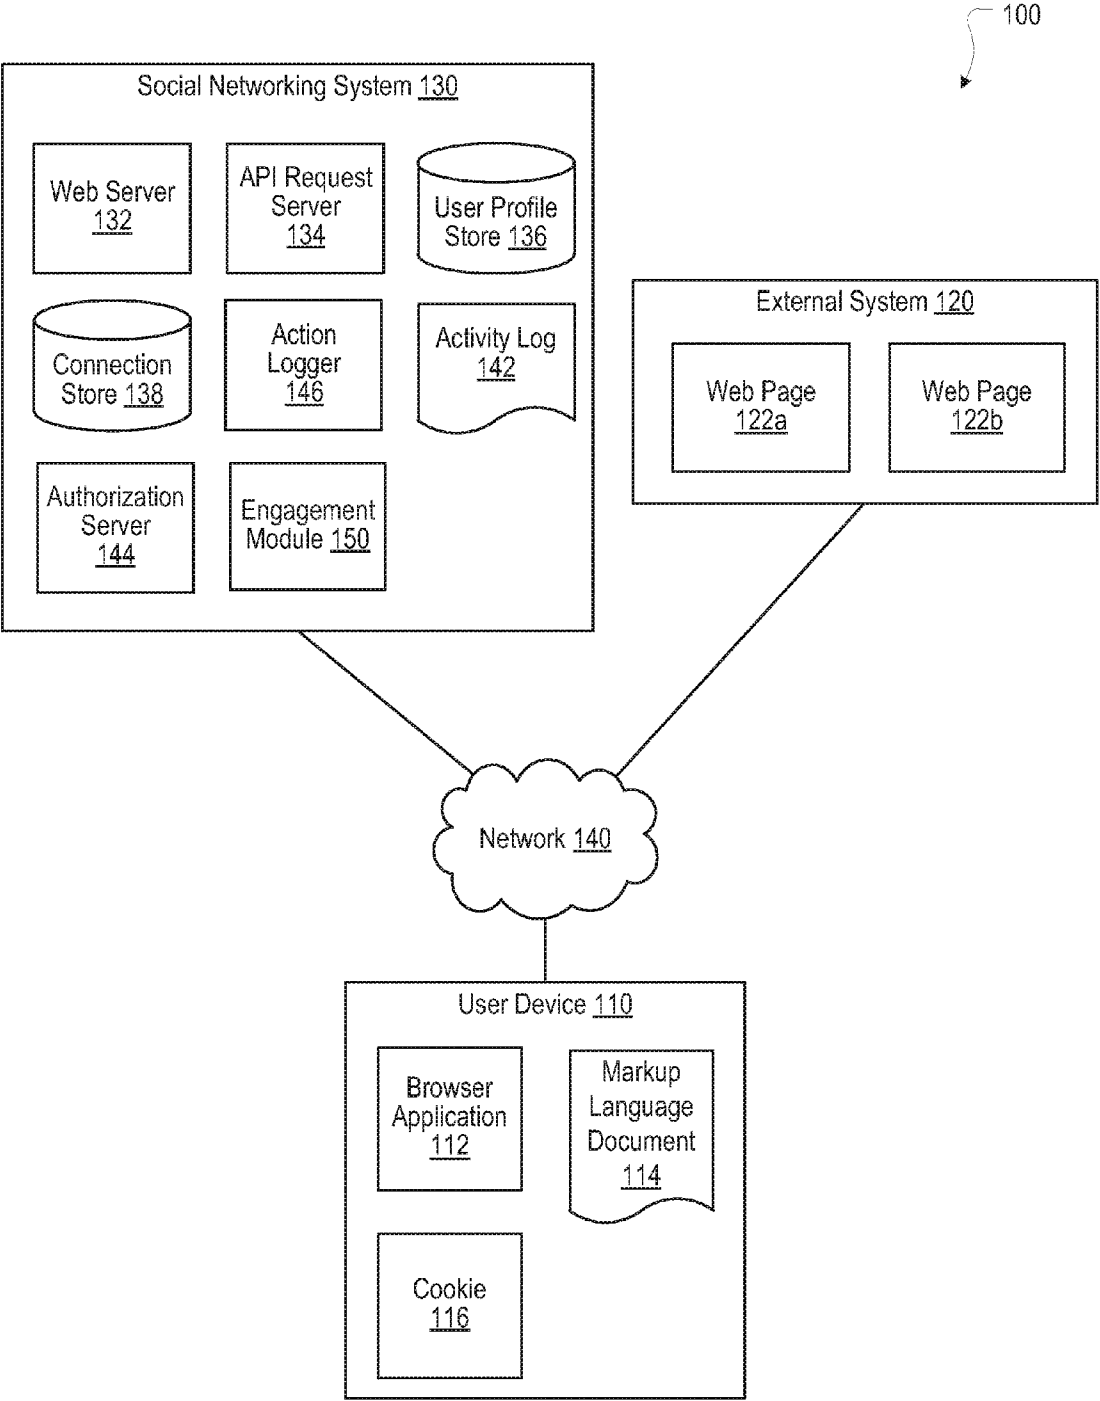 100
Social Networking System 130
Web Server
132
API Request
Server
134
User Profile
Store 136
Connection
Store 138
Action
Logger
146
Activity Log
142
Authorization
Server
144
Engagement
Module 150
External System 120
Web Page
122a
Web Page
122b
Network 140
User Device 110
Browser
Application
112
Markup
Language
Document
114
Cookie
116